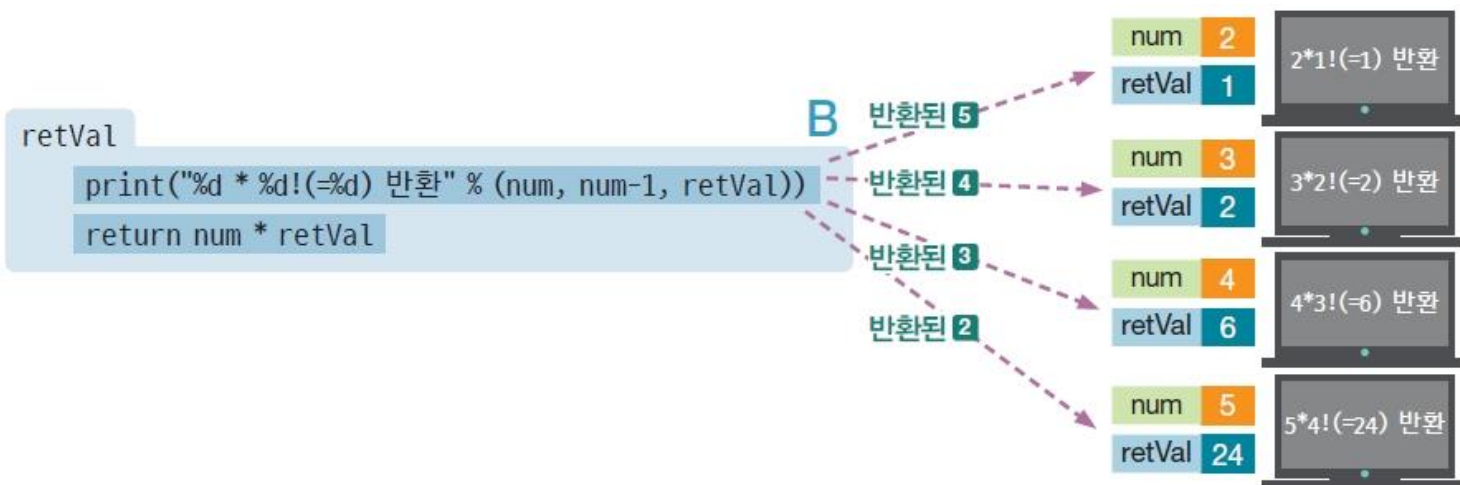 retVal
print("%d * %d!(=%d) 반환" % (num, num-1, retVal))
return num * retVal
B
반환된 5
반환된 4
반환된 3
반환된 2
num 2
retVal 1
2*1!(=1) 반환
num 3
retVal 2
3*2!(=2) 반환
num 4
retVal 6
4*3!(=6) 반환
num 5
retVal 24
5*4!(=24) 반환